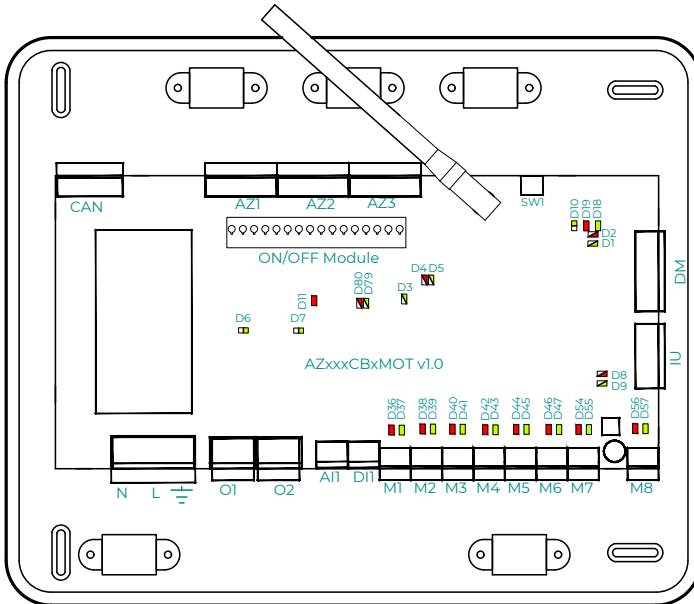 CAN
AZ1
AZ2
AZ3
SW1
D10
D19
D18
D2
D1
ON/OFF Module
DM
D4
D5
D80
D79
D3
D11
D6
D7
AZxxxCBxMOT v1.0
IU
D8
D9
D36
D37
D38
D39
D40
D41
D42
D43
D44
D45
D46
D47
D54
D55
D56
D57
N
L
O1
O2
AI1
DI1
M1
M2
M3
M4
M5
M6
M7
M8